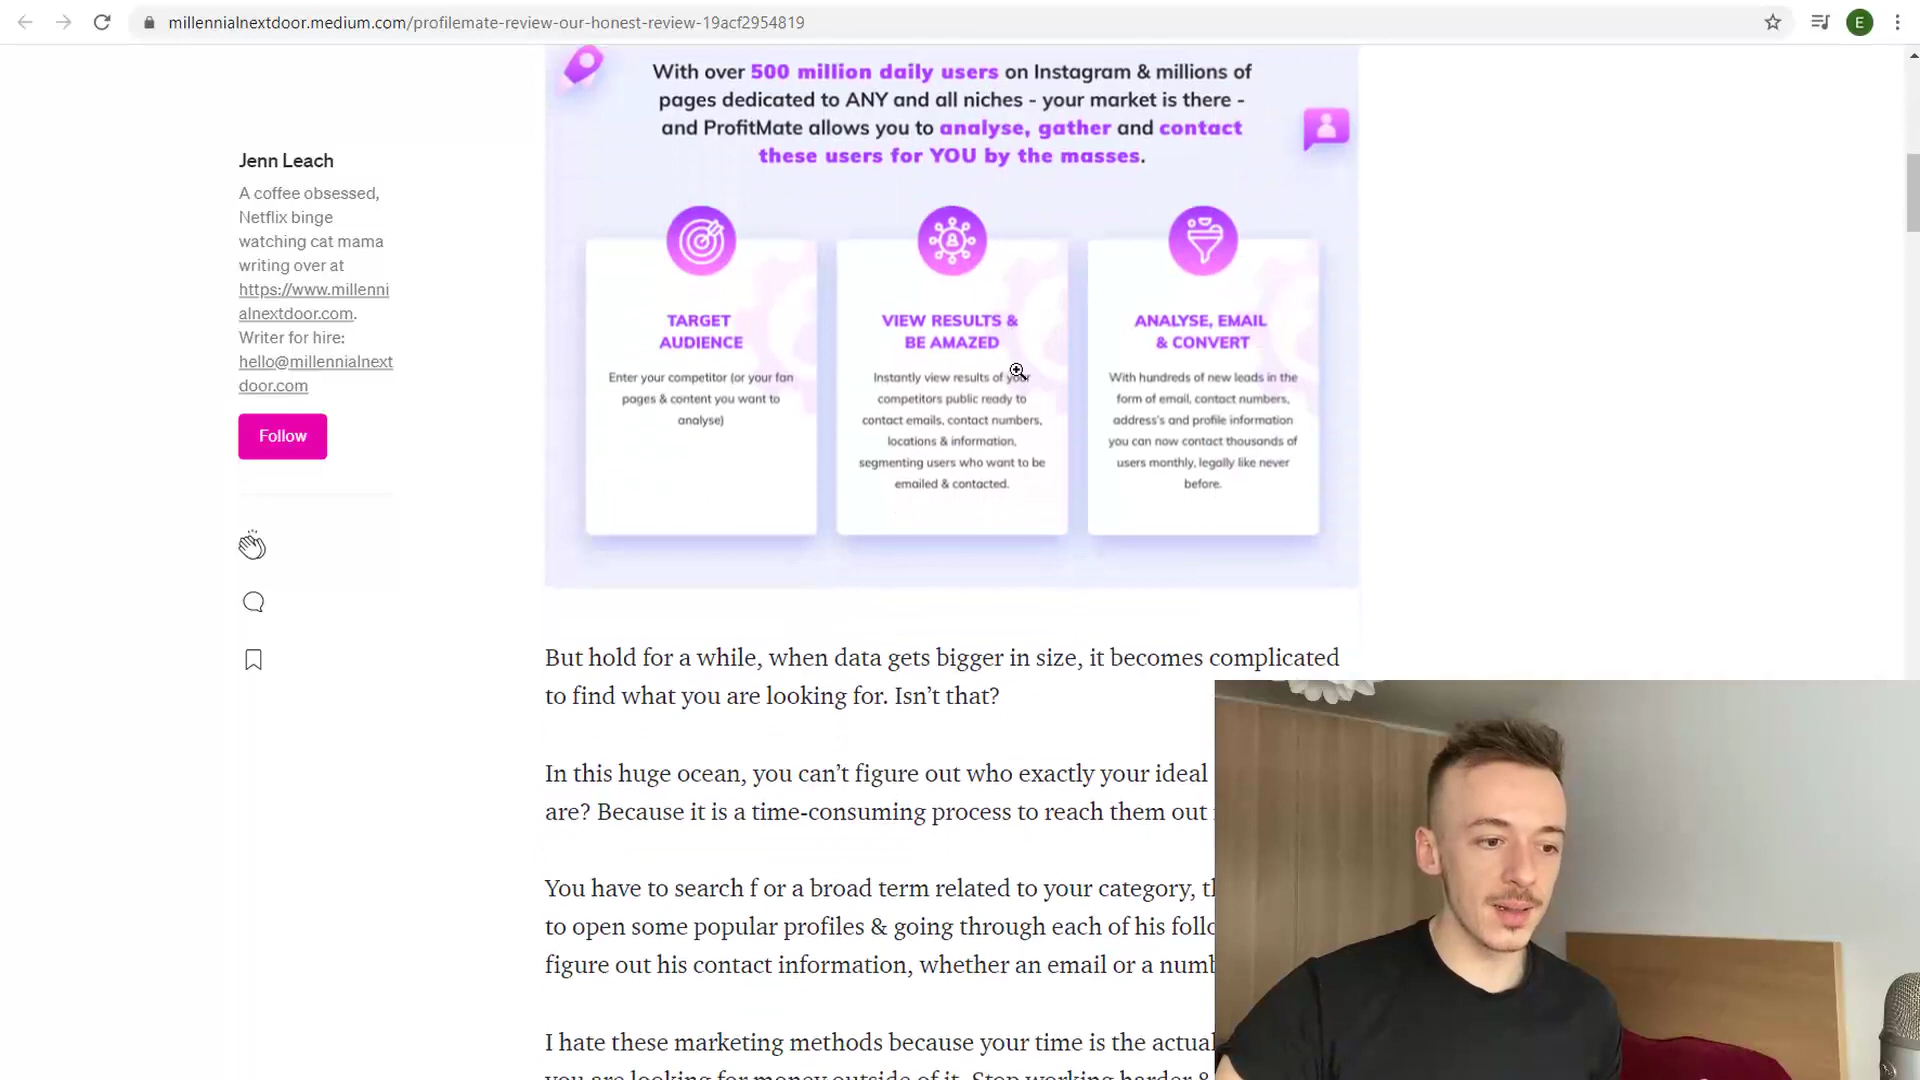 millennialnextdoor.medium.com/profilemate-review-our-honest-review-19acf2954819
E
With over 500 million daily users on Instagram & millions of
pages dedicated to ANY and all niches - your market is there -
and ProfitMate allows you to analyse, gather and contact
these users for YOU by the masses.
Jenn Leach
A coffee obsessed,
Netflix binge
watching cat mama
writing over at
https://www.millenni
alnextdoor.com.
Writer for hire:
hello@millennialnext
door.com
Follow
TARGET
AUDIENCE
Enter your competitor (or your fan
pages & content you want to
analyse)
VIEW RESULTS &
BE AMAZED
Instantly view results of your
competitors public ready to
contact emails, contact numbers,
locations & information,
segmenting users who want to be
emailed & contacted.
ANALYSE, EMAIL
& CONVERT
With hundreds of new leads in the
form of email, contact numbers,
address's and profile information
you can now contact thousands of
users monthly, legally like never
before.
But hold for a while, when data gets bigger in size, it becomes complicated
to find what you are looking for. Isn’t that?
In this huge ocean, you can’t figure out who exactly your ideal
are? Because it is a time-consuming process to reach them out
You have to search f or a broad term related to your category,
to open some popular profiles & going through each of his
figure out his contact information, whether an email or a
I hate these marketing methods because your time is the actual
you are looking for money outside of it. Stop working harder &